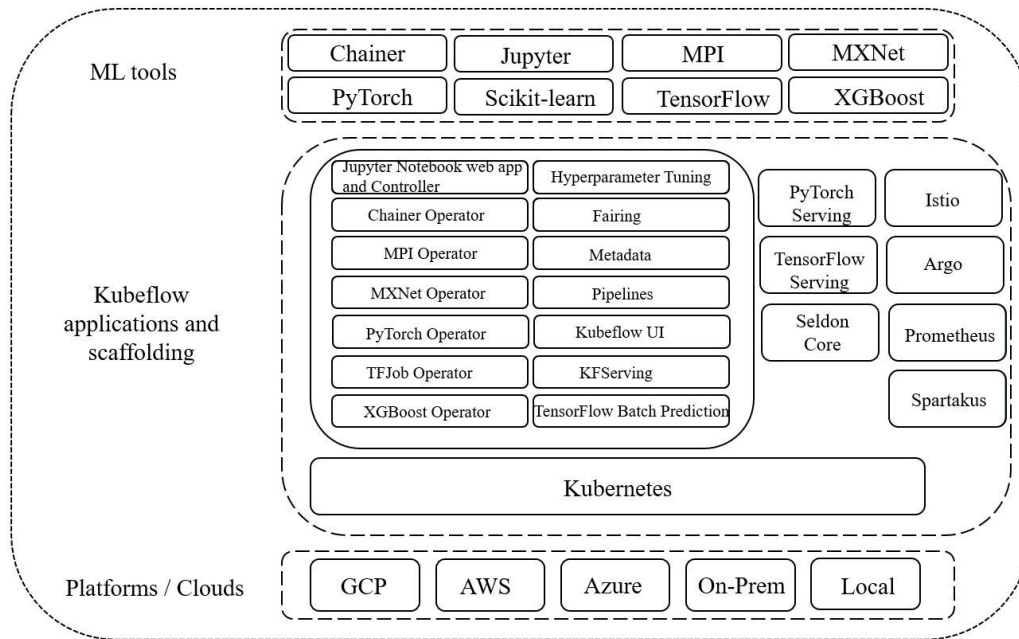 ML tools
Chainer
Jupyter
MPI
MXNet
PyTorch
Scikit-learn
TensorFlow
XGBoost
Kubeflow
applications and
scaffolding
Jupyter Notebook web app
and Controller
Hyperparameter Tuning
Chainer Operator
Fairing
MPI Operator
Metadata
MXNet Operator
Pipelines
PyTorch Operator
Kubeflow UI
TFJob Operator
KFServing
XGBoost Operator
TensorFlow Batch Prediction
PyTorch
Serving
Istio
TensorFlow
Serving
Argo
Seldon
Core
Prometheus
Spartakus
Kubernetes
Platforms / Clouds
GCP
AWS
Azure
On-Prem
Local